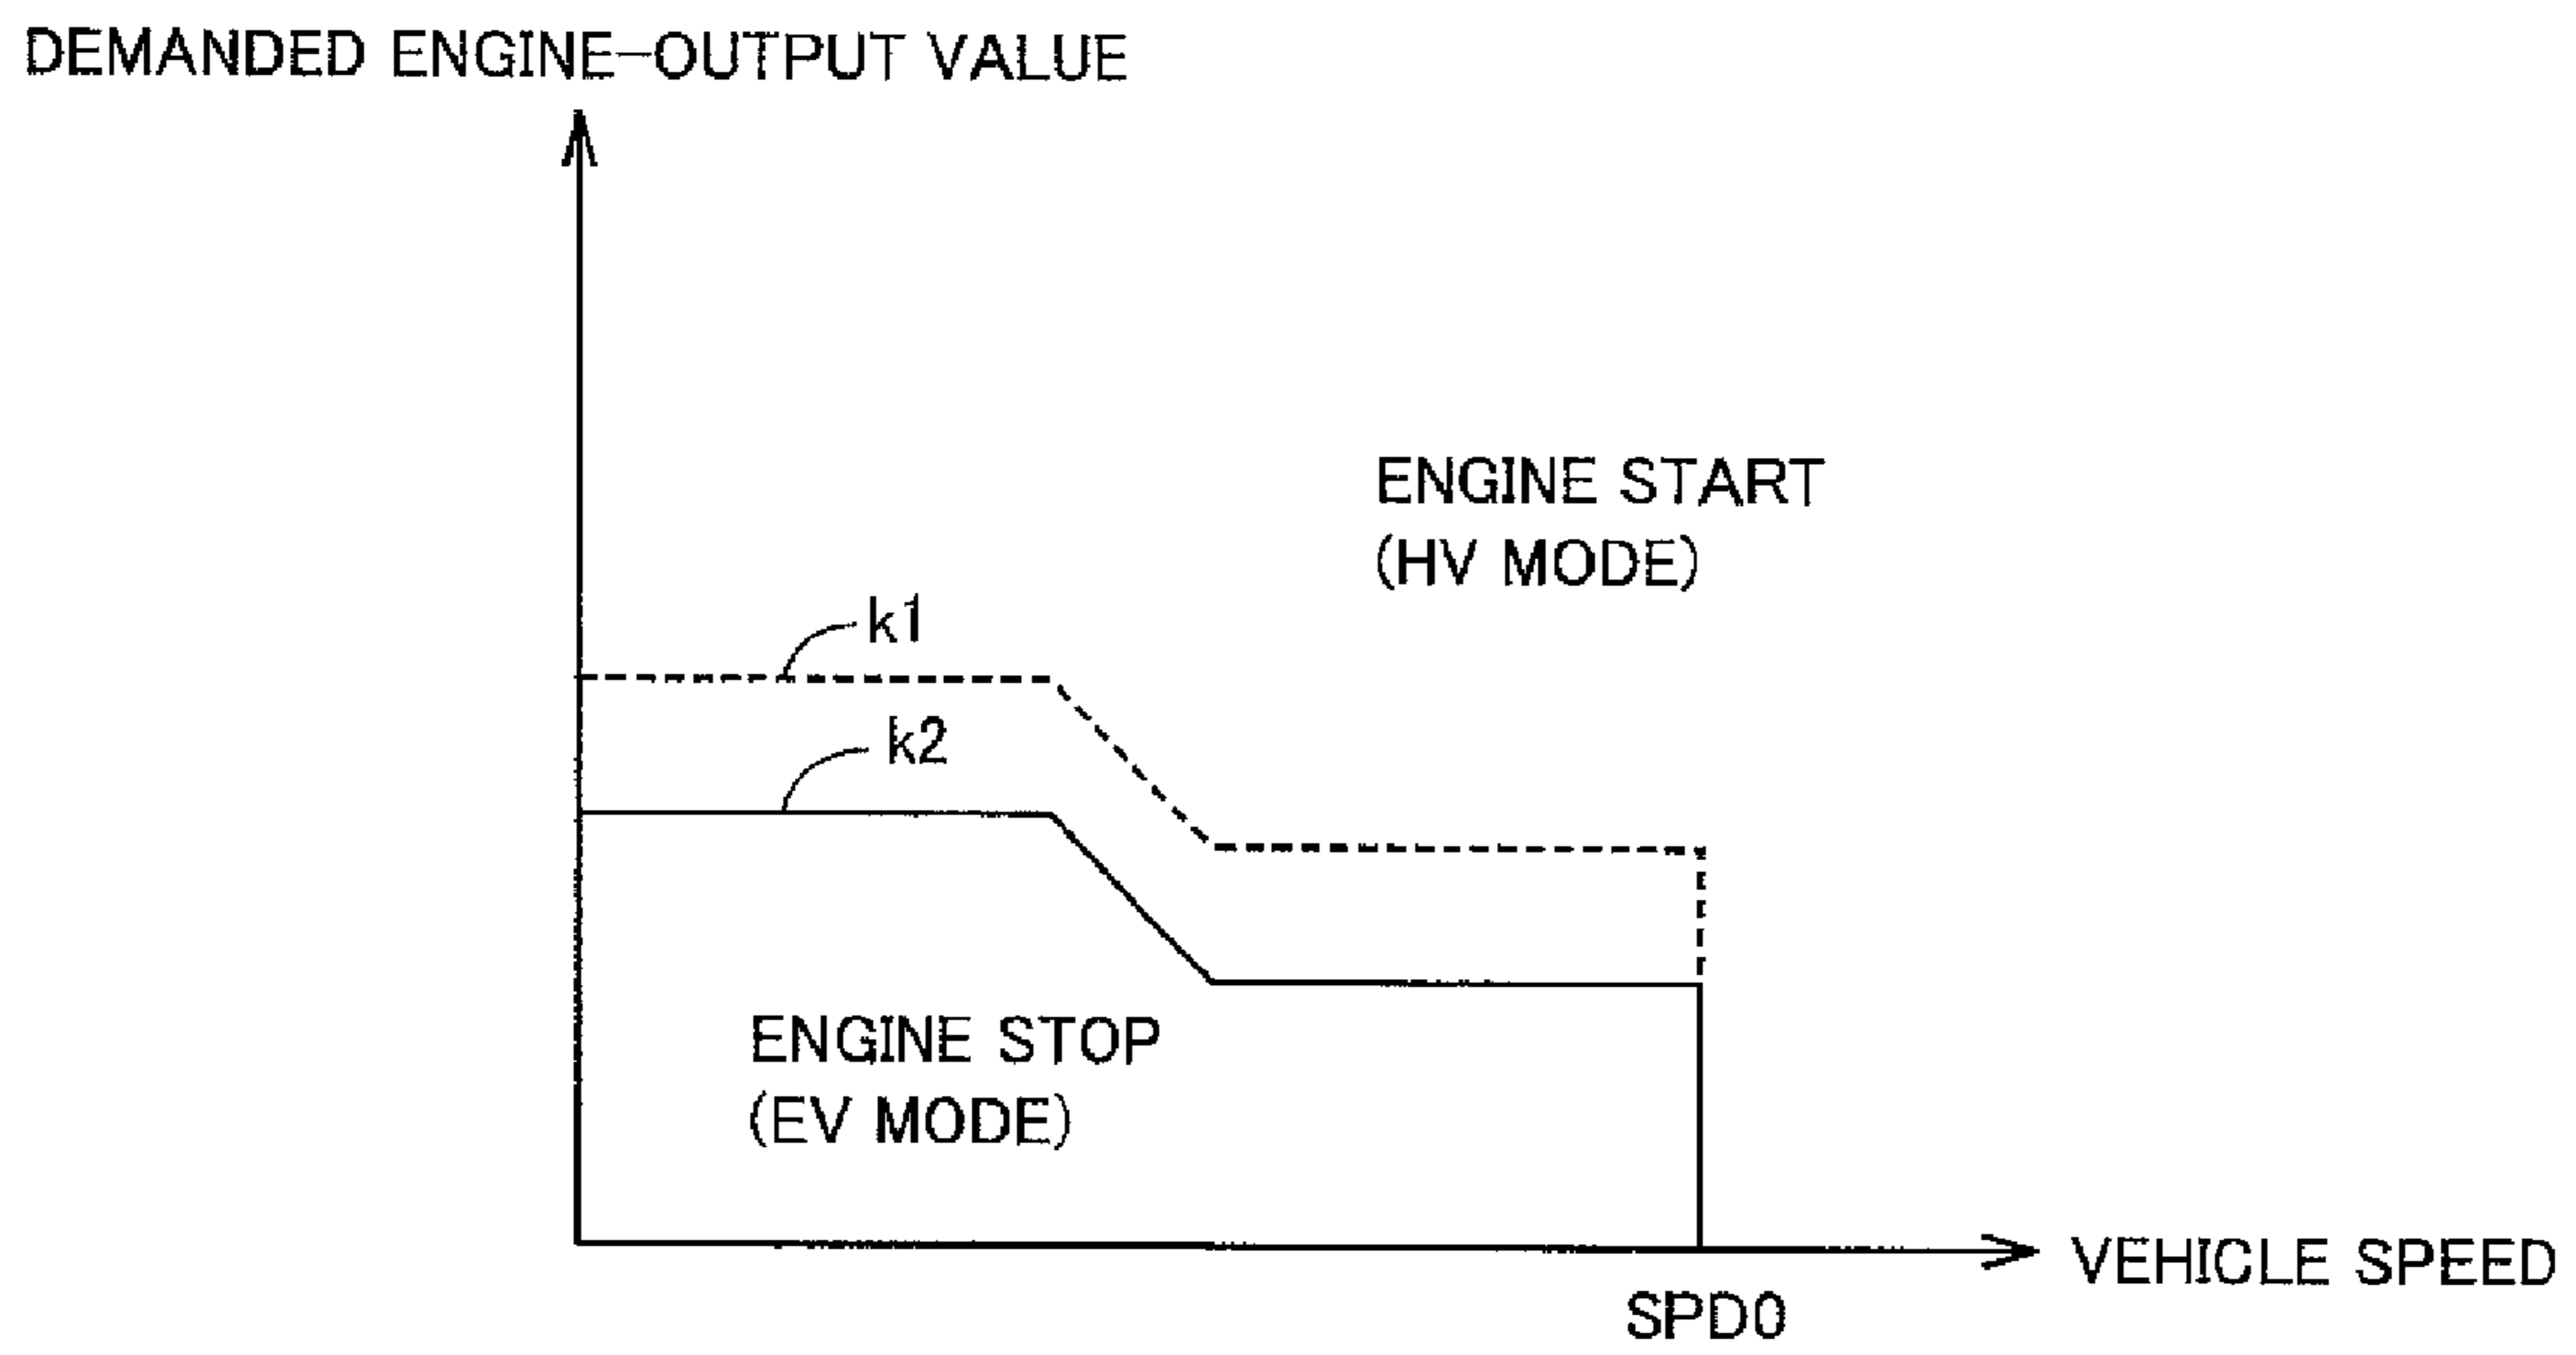 DEMANDED ENGINE-OUTPUT VALUE
ENGINE START
(HV MODE)
k1
k2
ENGINE STOP
(EV MODE)
VEHICLE SPEED
SPD0